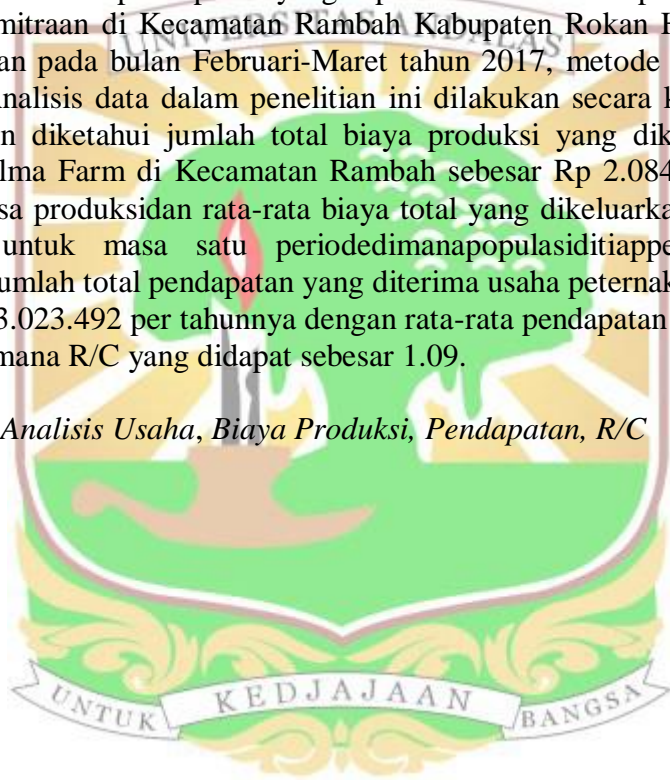 UNIVERSITAS ANDALAS
mitraan di Kecamatan Rambah Kabupaten Rokan
an pada bulan Februari-Maret tahun 2017, metode
nalisis data dalam penelitian ini dilakukan secara
n diketahui jumlah total biaya produksi yang
lma Farm di Kecamatan Rambah sebesar Rp 2.084
sa produksidan rata-rata biaya total yang dikeluarka
untuk masa satu periodedimanapopulasiditiappe
umlah total pendapatan yang diterima usaha peternak
3.023.492 per tahunnya dengan rata-rata pendapatan
mana R/C yang didapat sebesar 1.09.
Analisis Usaha, Biaya Produksi, Pendapatan, R/C
UNTUK KEDJAJAAN BANGSA